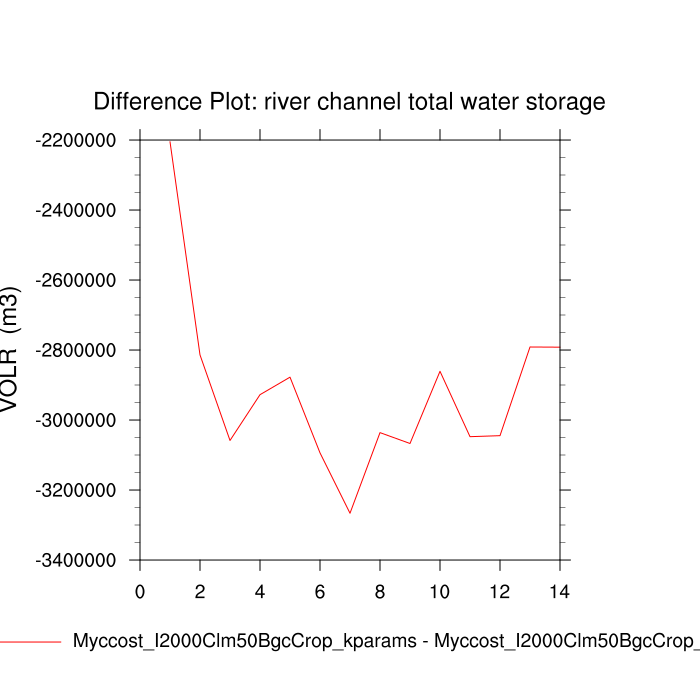 Difference Plot: river channel total water storage
-2200000
-2400000
-2600000
-2800000
-3000000
-3200000
-3400000
VOLR (m3)
0 2 4 6 8 10 12 14
Myccost_I2000Clm50BgcCrop_kparams - Myccost_I2000Clm50BgcCrop_